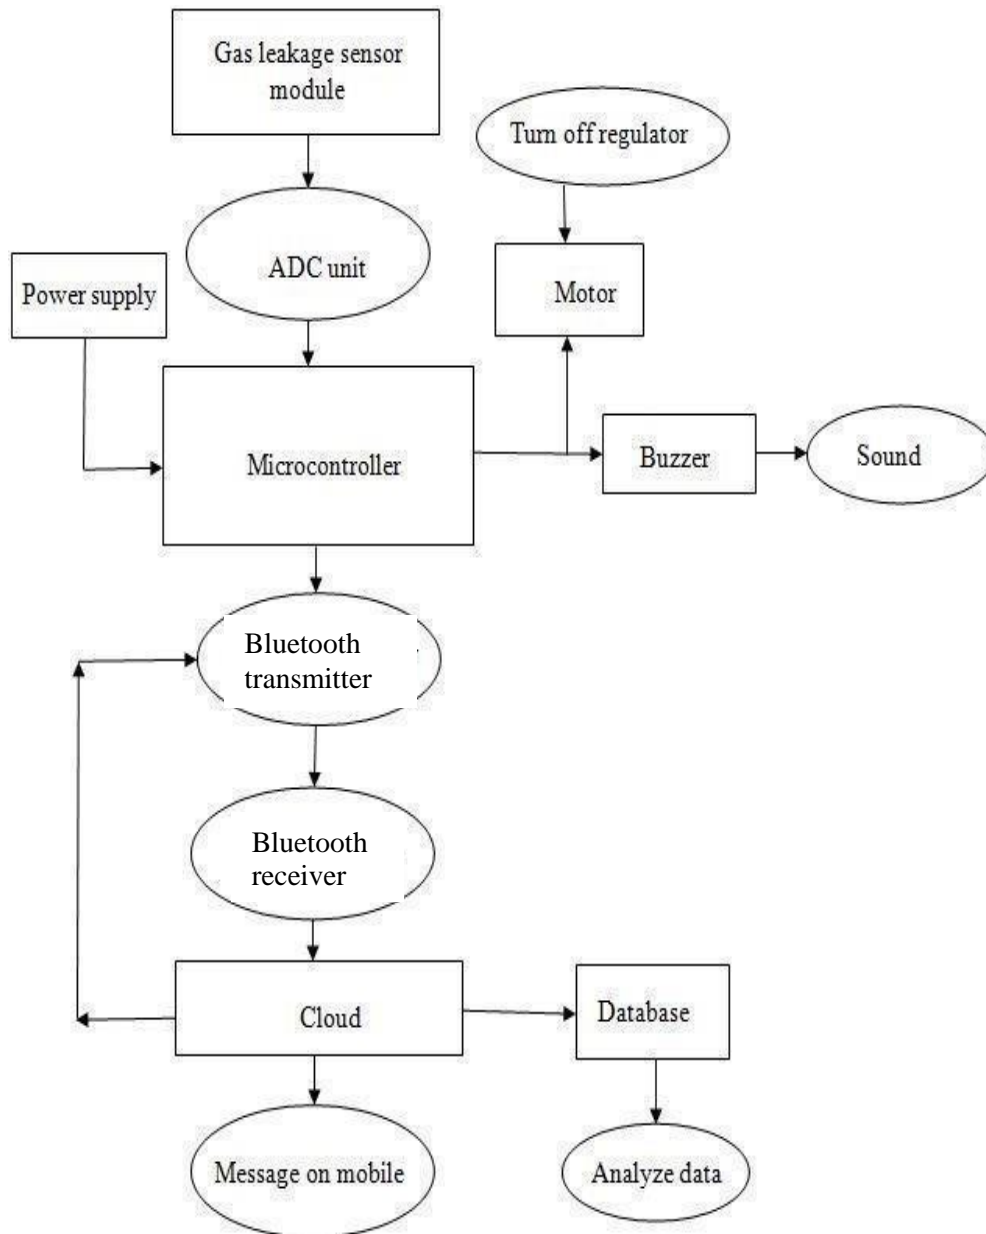 Gas leakage sensor
module
Turn off regulator
ADC unit
Power supply
Motor
Microcontroller
Buzzer
Sound
Bluetooth
transmitter
Bluetooth
receiver
Cloud
Database
Message on mobile
Analyze data